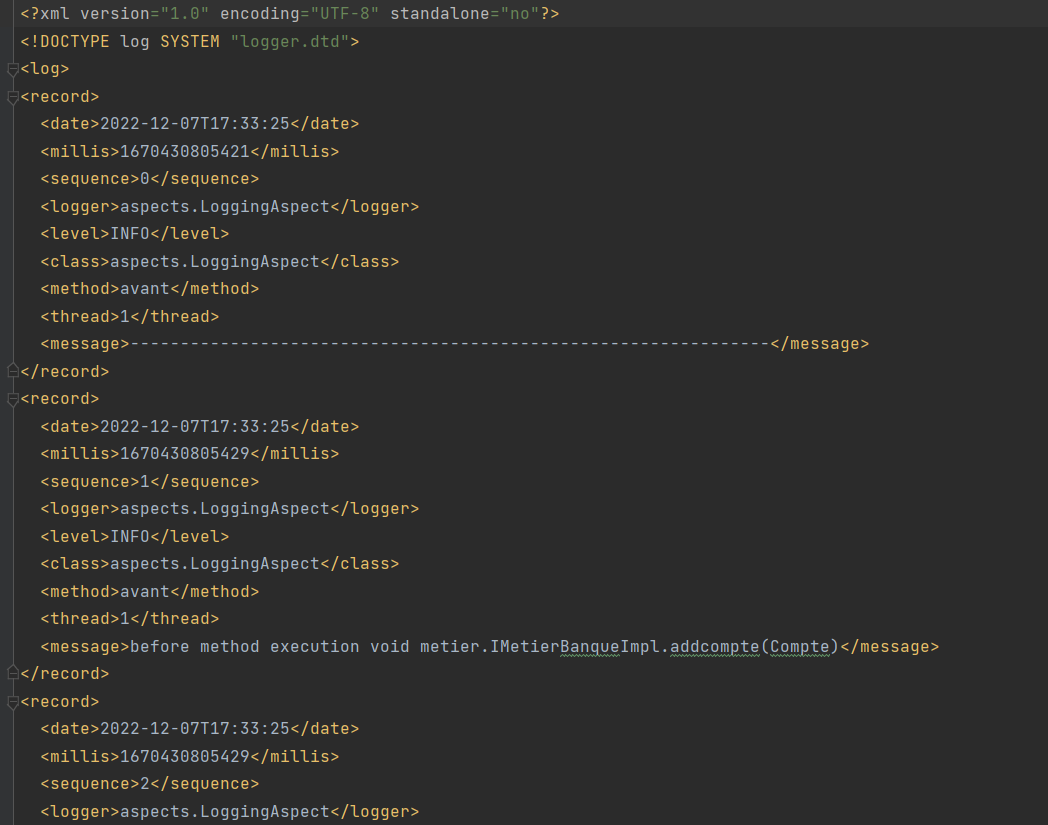 <?xml version="1.0" encoding="UTF-8" standalone="no"?>
<!DOCTYPE log SYSTEM "logger.dtd">
<log>
<record>
  <date>2022-12-07T17:33:25</date>
  <millis>1670430805421</millis>
  <sequence>0</sequence>
  <logger>aspects.LoggingAspect</logger>
  <level>INFO</level>
  <class>aspects.LoggingAspect</class>
  <method>avant</method>
  <thread>1</thread>
  <message>----------------------------------------------------------------</message>
</record>
<record>
  <date>2022-12-07T17:33:25</date>
  <millis>1670430805429</millis>
  <sequence>1</sequence>
  <logger>aspects.LoggingAspect</logger>
  <level>INFO</level>
  <class>aspects.LoggingAspect</class>
  <method>avant</method>
  <thread>1</thread>
  <message>before method execution void metier.IMetierBanqueImpl.addcompte(Compte)</message>
</record>
<record>
  <date>2022-12-07T17:33:25</date>
  <millis>1670430805429</millis>
  <sequence>2</sequence>
  <logger>aspects.LoggingAspect</logger>